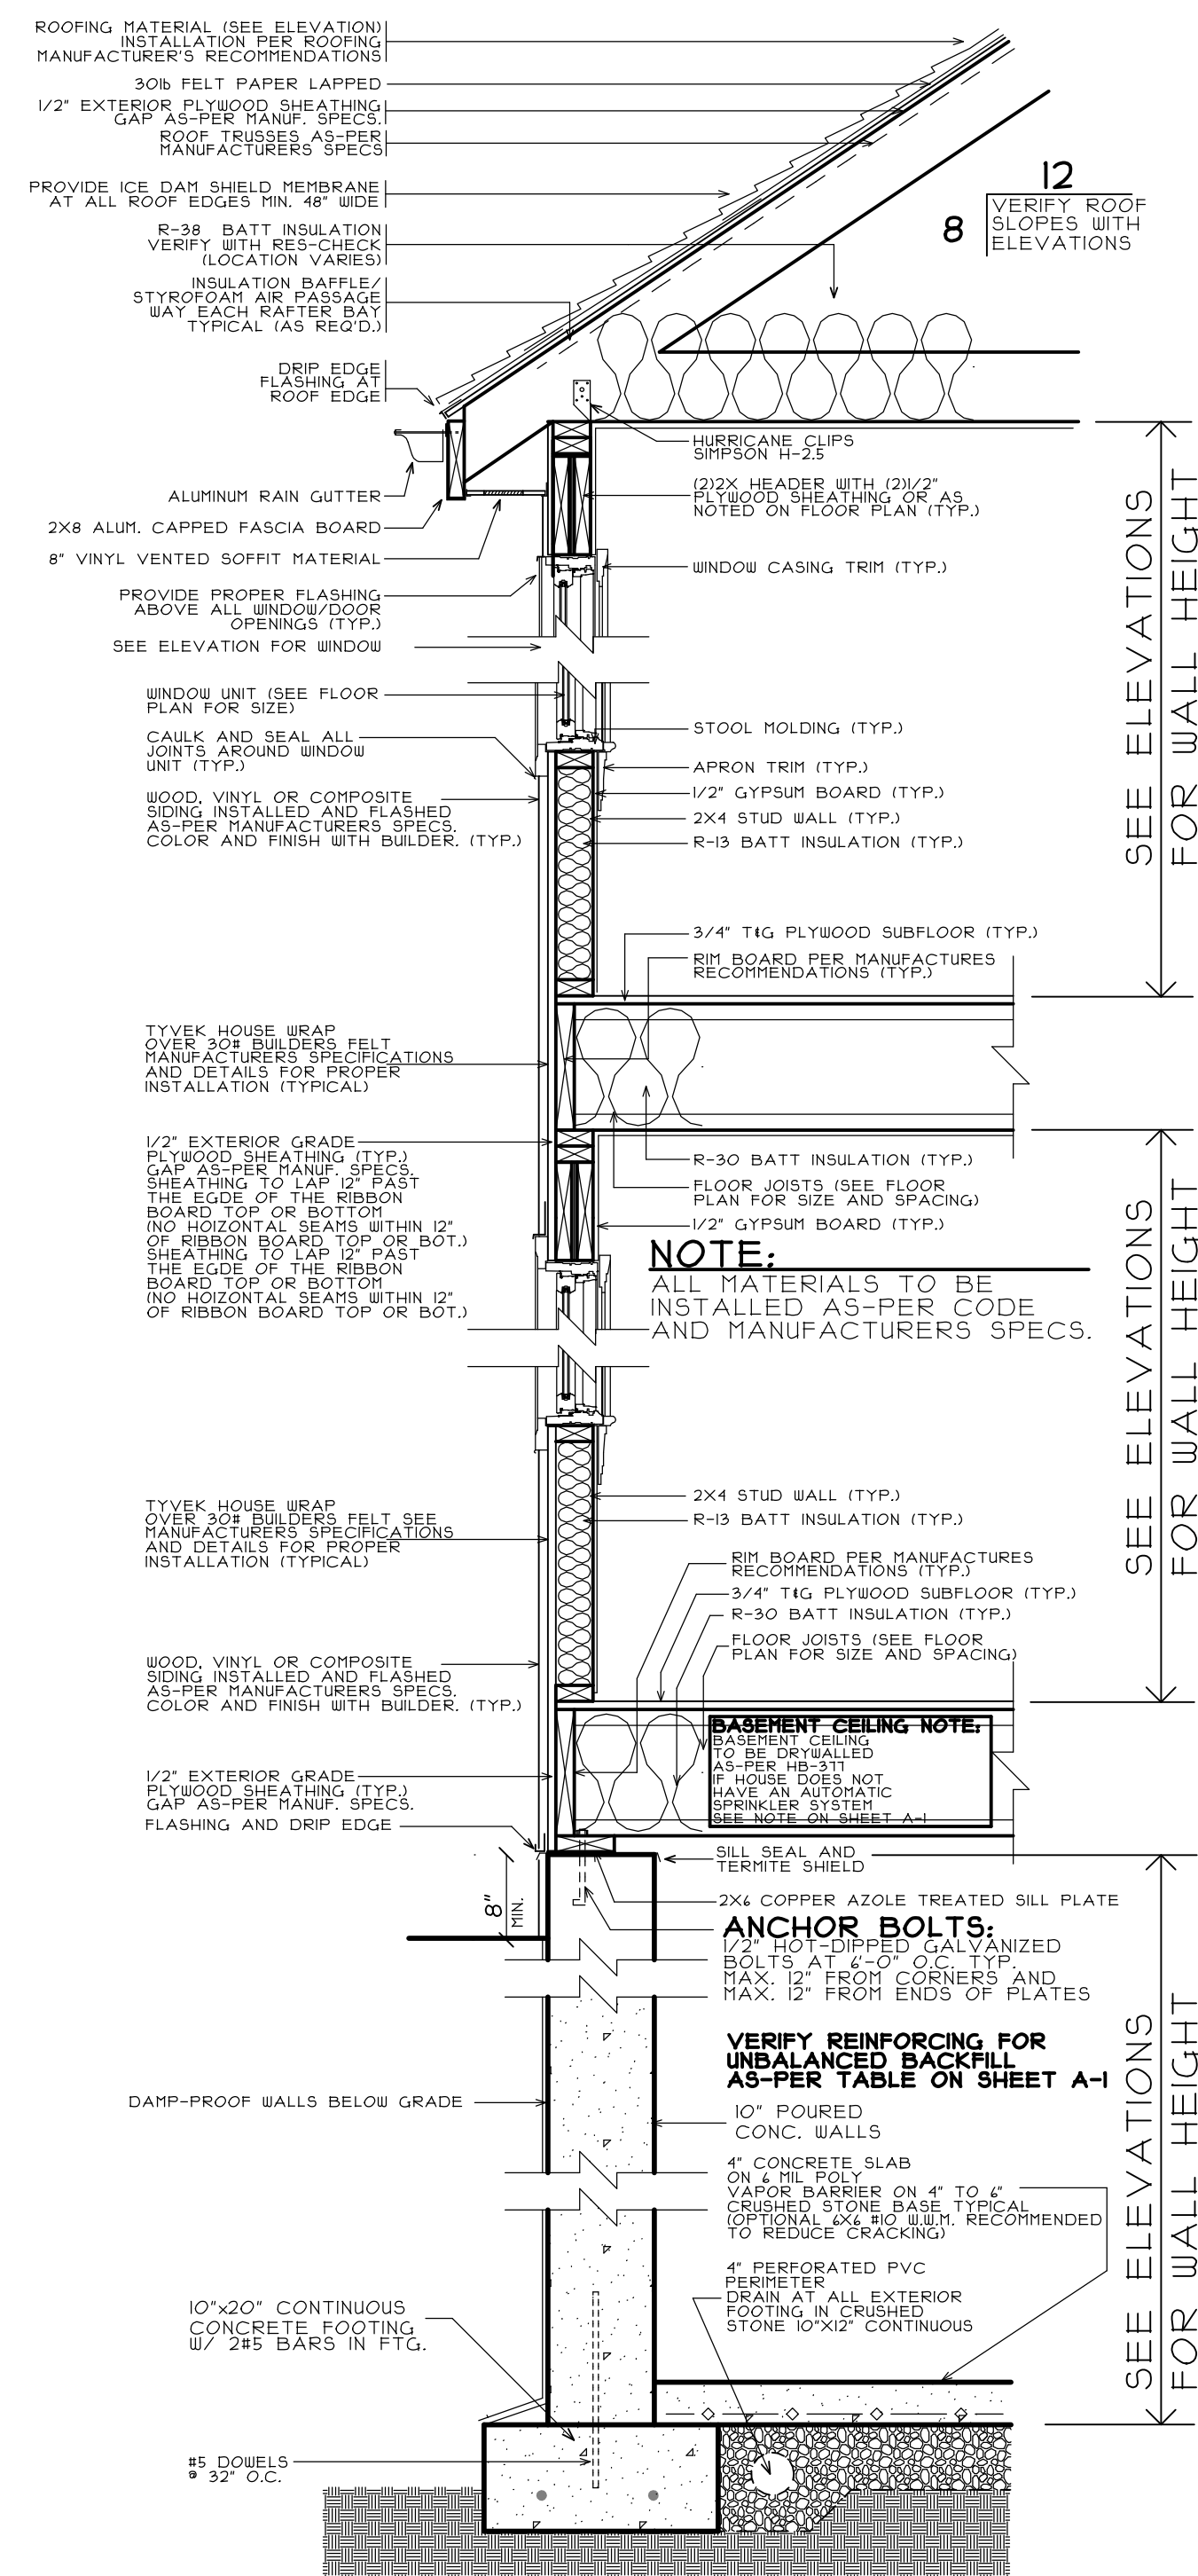 ROOFING MATERIAL (SEE ELEVATION)
INSTALLATION PER ROOFING
MANUFACTURER'S RECOMMENDATIONS
30lb FELT PAPER LAPPED
1/2" EXTERIOR PLYWOOD SHEATHING
GAP AS-PER MANUF. SPECS.
ROOF TRUSSES AS-PER
MANUFACTURERS SPECS
PROVIDE ICE DAM SHIELD MEMBRANE
AT ALL ROOF EDGES MIN. 48" WIDE
R-38 BATT INSULATION
VERIFY WITH RES-CHECK
(LOCATION VARIES)
INSULATION BAFFLE/
STYROFOAM AIR PASSAGE
WAY EACH RAFTER BAY
TYPICAL (AS REQ'D.)
DRIP EDGE
FLASHING AT
ROOF EDGE
12
8
VERIFY ROOF
SLOPES WITH
ELEVATIONS
ALUMINUM RAIN GUTTER
2X8 ALUM. CAPPED FASCIA BOARD
8" VINYL VENTED SOFFIT MATERIAL
PROVIDE PROPER FLASHING
ABOVE ALL WINDOW/DOOR
OPENINGS (TYP.)
SEE ELEVATION FOR WINDOW
WINDOW UNIT (SEE FLOOR
PLAN FOR SIZE)
CAULK AND SEAL ALL
JOINTS AROUND WINDOW
UNIT (TYP.)
WOOD, VINYL OR COMPOSITE
SIDING INSTALLED AND FLASHED
AS-PER MANUFACTURERS SPECS.
COLOR AND FINISH WITH BUILDER. (TYP.)
HURRICANE CLIPS
SIMPSON H-2.5
(2)2X HEADER WITH (2)1/2"
PLYWOOD SHEATHING OR AS
NOTED ON FLOOR PLAN (TYP.)
WINDOW CASING TRIM (TYP.)
STOOL MOLDING (TYP.)
APRON TRIM (TYP.)
1/2" GYPSUM BOARD (TYP.)
2X4 STUD WALL (TYP.)
R-13 BATT INSULATION (TYP.)
3/4" T&G PLYWOOD SUBFLOOR (TYP.)
RIM BOARD PER MANUFACTURES
RECOMMENDATIONS (TYP.)
SEE ELEVATIONS
FOR WALL HEIGHT
TYVEK HOUSE WRAP
OVER 30# BUILDERS FELT
MANUFACTURERS SPECIFICATIONS
AND DETAILS FOR PROPER
INSTALLATION (TYPICAL)
1/2" EXTERIOR GRADE
PLYWOOD SHEATHING (TYP.)
GAP AS-PER MANUF. SPECS.
SHEATHING TO LAP 12" PAST
THE EGDE OF THE RIBBON
BOARD TOP OR BOTTOM
(NO HOIZONTAL SEAMS WITHIN 12"
OF RIBBON BOARD TOP OR BOT.)
SHEATHING TO LAP 12" PAST
THE EGDE OF THE RIBBON
BOARD TOP OR BOTTOM
(NO HOIZONTAL SEAMS WITHIN 12"
OF RIBBON BOARD TOP OR BOT.)
R-30 BATT INSULATION (TYP.)
FLOOR JOISTS (SEE FLOOR
PLAN FOR SIZE AND SPACING)
1/2" GYPSUM BOARD (TYP.)
NOTE:
ALL MATERIALS TO BE
INSTALLED AS-PER CODE
AND MANUFACTURERS SPECS.
SEE ELEVATIONS
FOR WALL HEIGHT
TYVEK HOUSE WRAP
OVER 30# BUILDERS FELT SEE
MANUFACTURERS SPECIFICATIONS
AND DETAILS FOR PROPER
INSTALLATION (TYPICAL)
WOOD, VINYL OR COMPOSITE
SIDING INSTALLED AND FLASHED
AS-PER MANUFACTURERS SPECS.
COLOR AND FINISH WITH BUILDER. (TYP.)
1/2" EXTERIOR GRADE
PLYWOOD SHEATHING (TYP.)
GAP AS-PER MANUF. SPECS.
FLASHING AND DRIP EDGE
2X4 STUD WALL (TYP.)
R-13 BATT INSULATION (TYP.)
RIM BOARD PER MANUFACTURES
RECOMMENDATIONS (TYP.)
3/4" T&G PLYWOOD SUBFLOOR (TYP.)
R-30 BATT INSULATION (TYP.)
FLOOR JOISTS (SEE FLOOR
PLAN FOR SIZE AND SPACING)
BASEMENT CEILING NOTE:
BASEMENT CEILING
TO BE DRYWALLED
AS-PER HB-377
IF HOUSE DOES NOT
HAVE AN AUTOMATIC
SPRINKLER SYSTEM
SEE NOTE ON SHEET A-1
SILL SEAL AND
TERMITE SHIELD
2X6 COPPER AZOLE TREATED SILL PLATE
8"
MIN.
ANCHOR BOLTS:
1/2" HOT-DIPPED GALVANIZED
BOLTS AT 6'-0" O.C. TYP.
MAX. 12" FROM CORNERS AND
MAX. 12" FROM ENDS OF PLATES
VERIFY REINFORCING FOR
UNBALANCED BACKFILL
AS-PER TABLE ON SHEET A-1
DAMP-PROOF WALLS BELOW GRADE
10" POURED
CONC. WALLS
4" CONCRETE SLAB
ON 6 MIL POLY
VAPOR BARRIER ON 4" TO 6"
CRUSHED STONE BASE TYPICAL
(OPTIONAL 6X6 #10 W.W.M. RECOMMENDED
TO REDUCE CRACKING)
4" PERFORATED PVC
PERIMETER
DRAIN AT ALL EXTERIOR
FOOTING IN CRUSHED
STONE 10"X12" CONTINUOUS
SEE ELEVATIONS
FOR WALL HEIGHT
10"x20" CONTINUOUS
CONCRETE FOOTING
W/ 2#5 BARS IN FTG.
#5 DOWELS
@ 32" O.C.